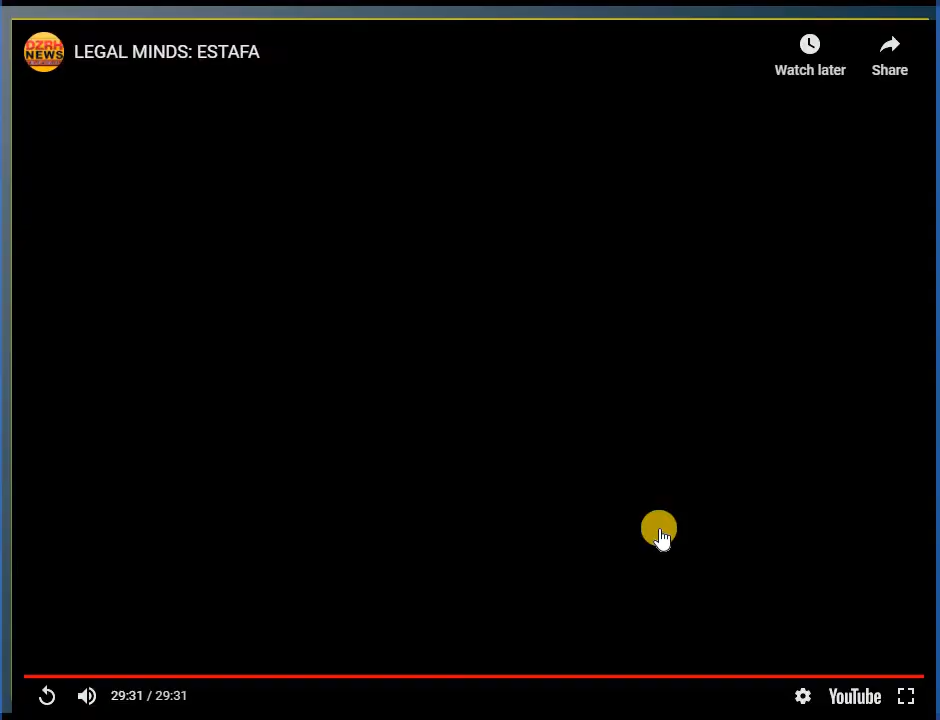 DZRH
NEWS
LEGAL MINDS: ESTAFA
Watch later
Share
29:31 / 29:31
YouTube